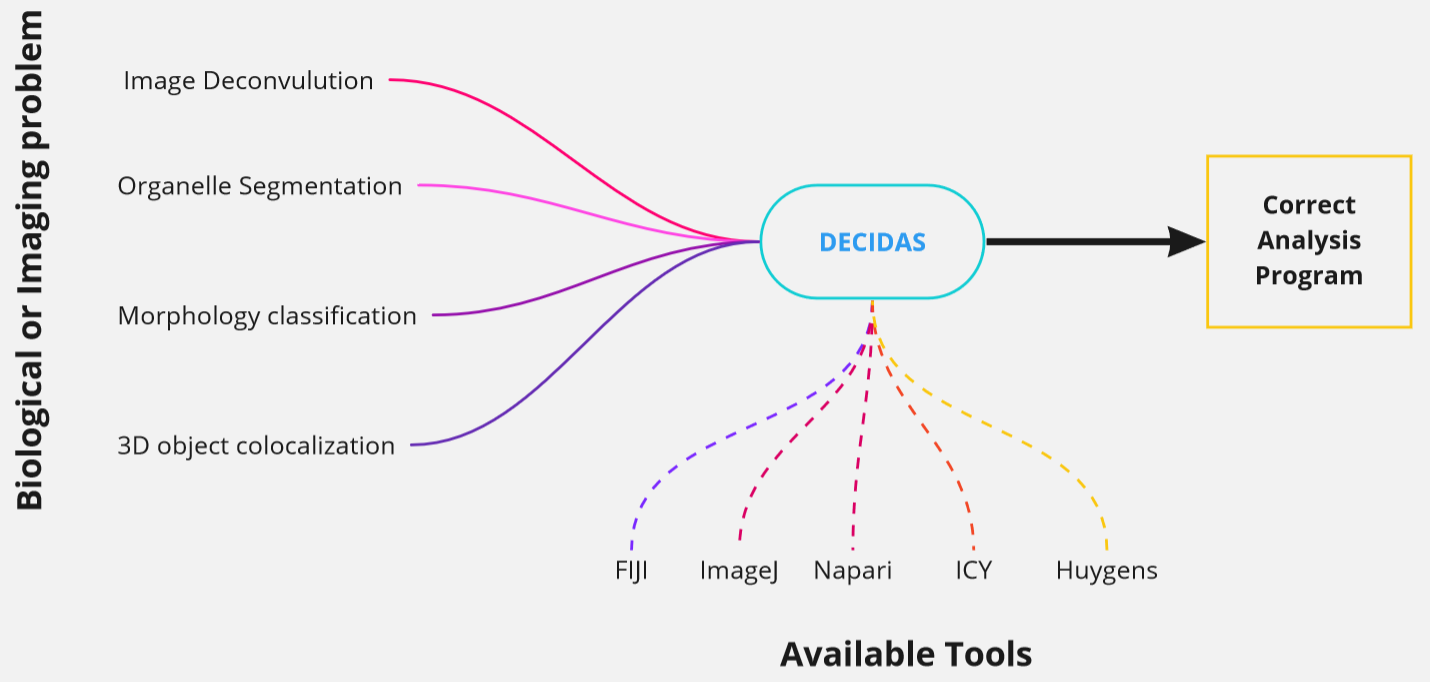 Biological or Imaging problem
Image Deconvulution
Organelle Segmentation
Morphology classification
3D object colocalization
DECIDAS
Correct
Analysis
Program
FIJI
ImageJ
Napari
ICY
Huygens
Available Tools